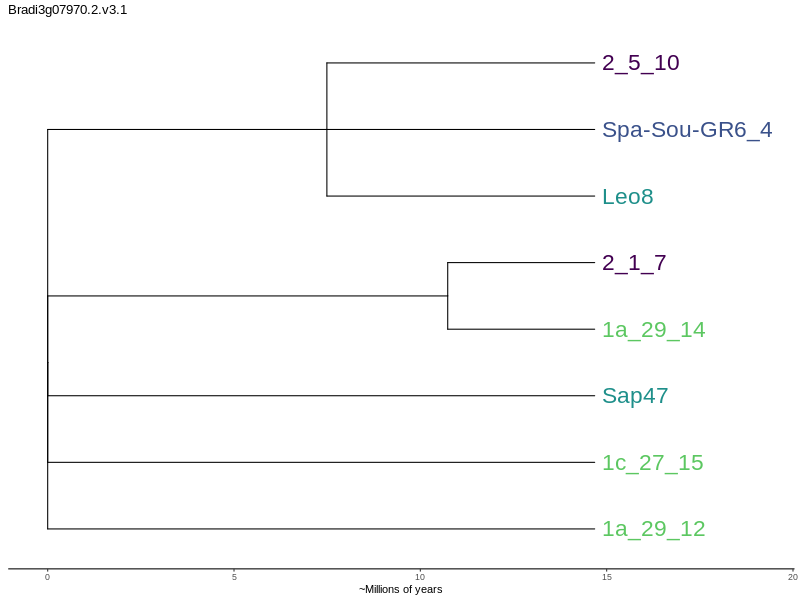 Bradi3g07970.2.v3.1
2_5_10
Spa-Sou-GR6_4
Leo8
2_1_7
1a_29_14
Sap47
1c_27_15
1a_29_12
0 5 10 15 20
~Millions of years